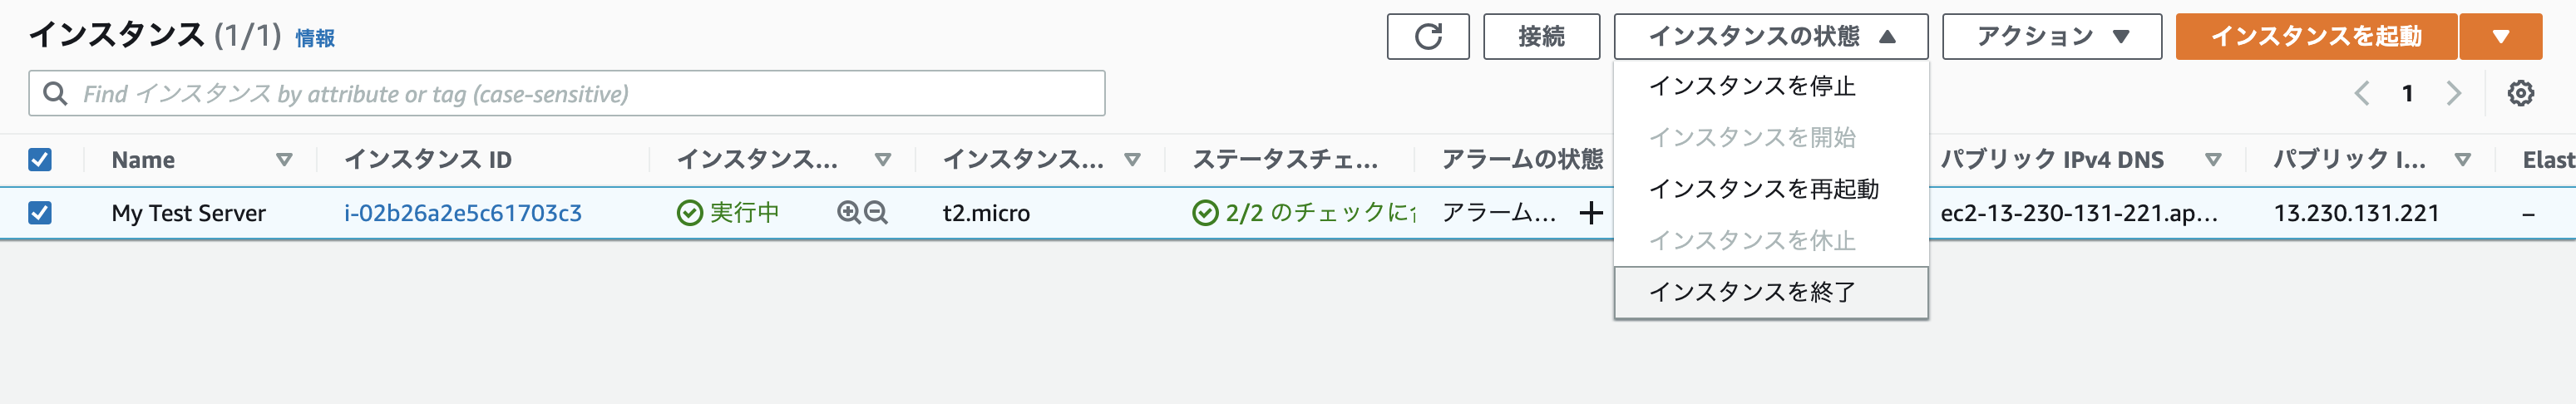 インスタンス (1/1) 情報
接続
インスタンスの状態
アクション
インスタンスを起動
Find インスタンス by attribute or tag (case-sensitive)
1
インスタンスを停止
インスタンスを開始
インスタンスを再起動
インスタンスを休止
インスタンスを終了
Name インスタンス ID インスタンス... インスタンス... ステータスチェ... アラームの状態 パブリック IPv4 DNS パブリック I... Elast
My Test Server i-02b26a2e5c61703c3 実行中 t2.micro 2/2 のチェックに アラーム... + ec2-13-230-131-221.ap... 13.230.131.221 –